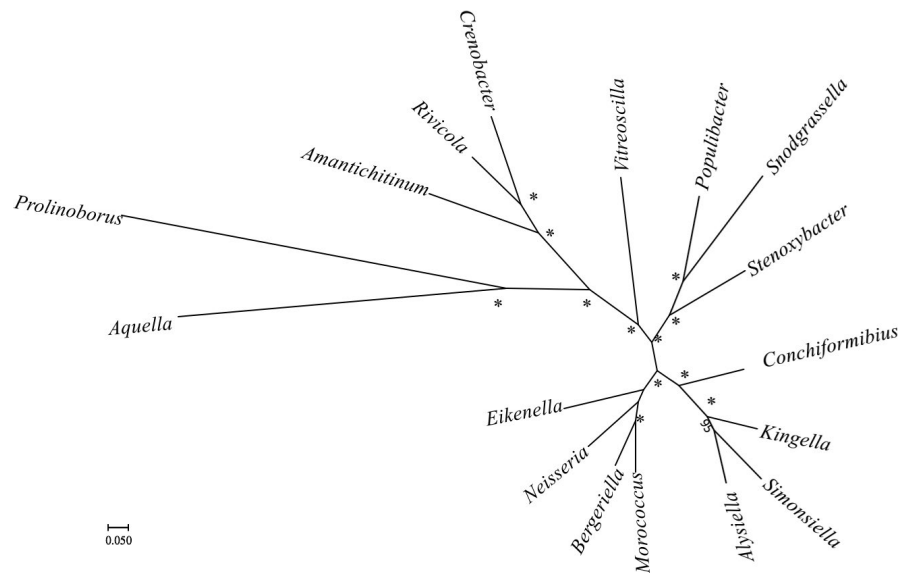 Crenobacter
Rivicola
Amantichitinum
Vitreoscilla
Populibacter
Snodgrassella
Prolinoborus
*
*
Stenoxybacter
*
Aquella
*
*
*
*
*
Conchiformibius
*
*
*
Eikenella
*
95
Kingella
Neisseria
Bergeriella
Morococcus
Alysiella
Simonsiella
0.050